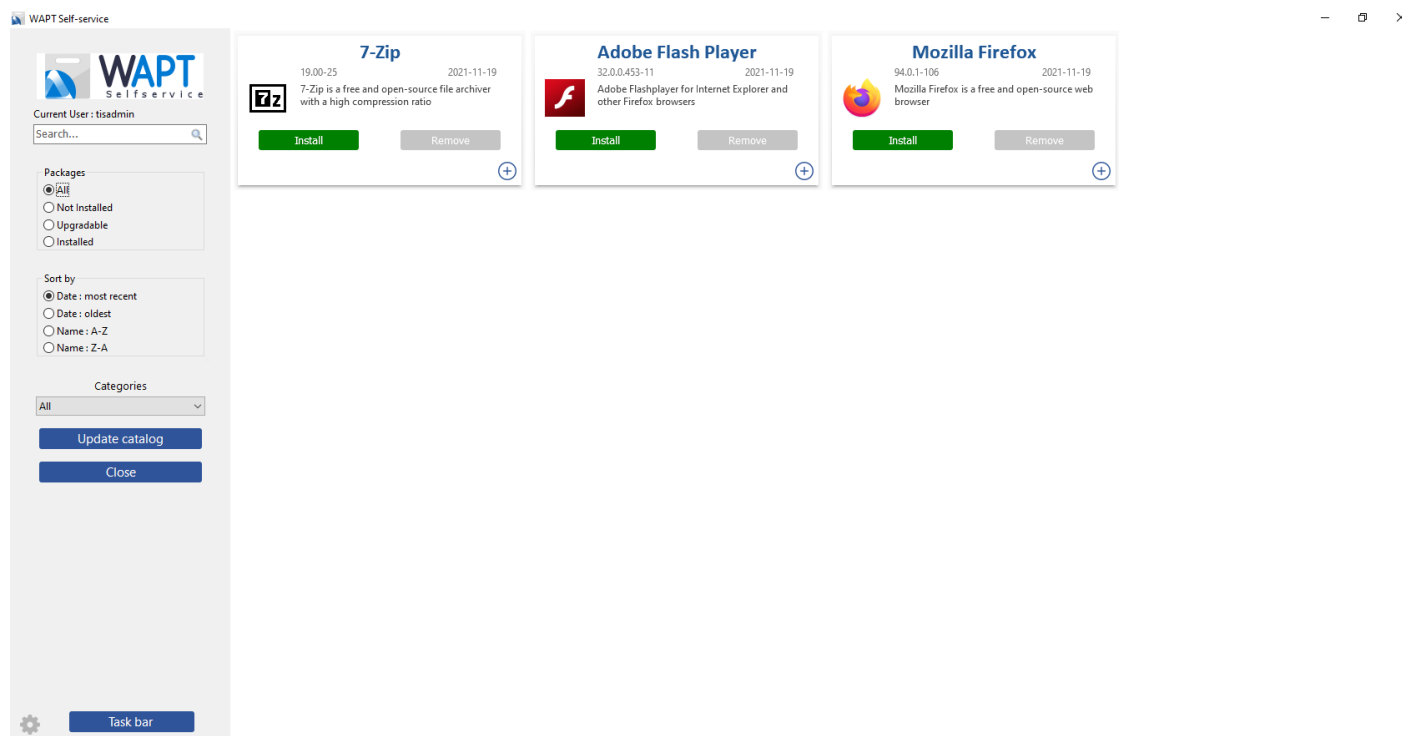 WAPT Self-service
WAPT
Selfservice
Current User : tisadmin
Search...
Packages
All
Not Installed
Upgradable
Installed
Sort by
Date : most recent
Date : oldest
Name : A-Z
Name : Z-A
Categories
All
Update catalog
Close
Task bar
7-Zip
19.00-25 2021-11-19
7z
7-Zip is a free and open-source file archiver
with a high compression ratio
Install Remove
Adobe Flash Player
32.0.0.453-11 2021-11-19
Adobe Flashplayer for Internet Explorer and
other Firefox browsers
Install Remove
Mozilla Firefox
94.0.1-106 2021-11-19
Mozilla Firefox is a free and open-source web
browser
Install Remove